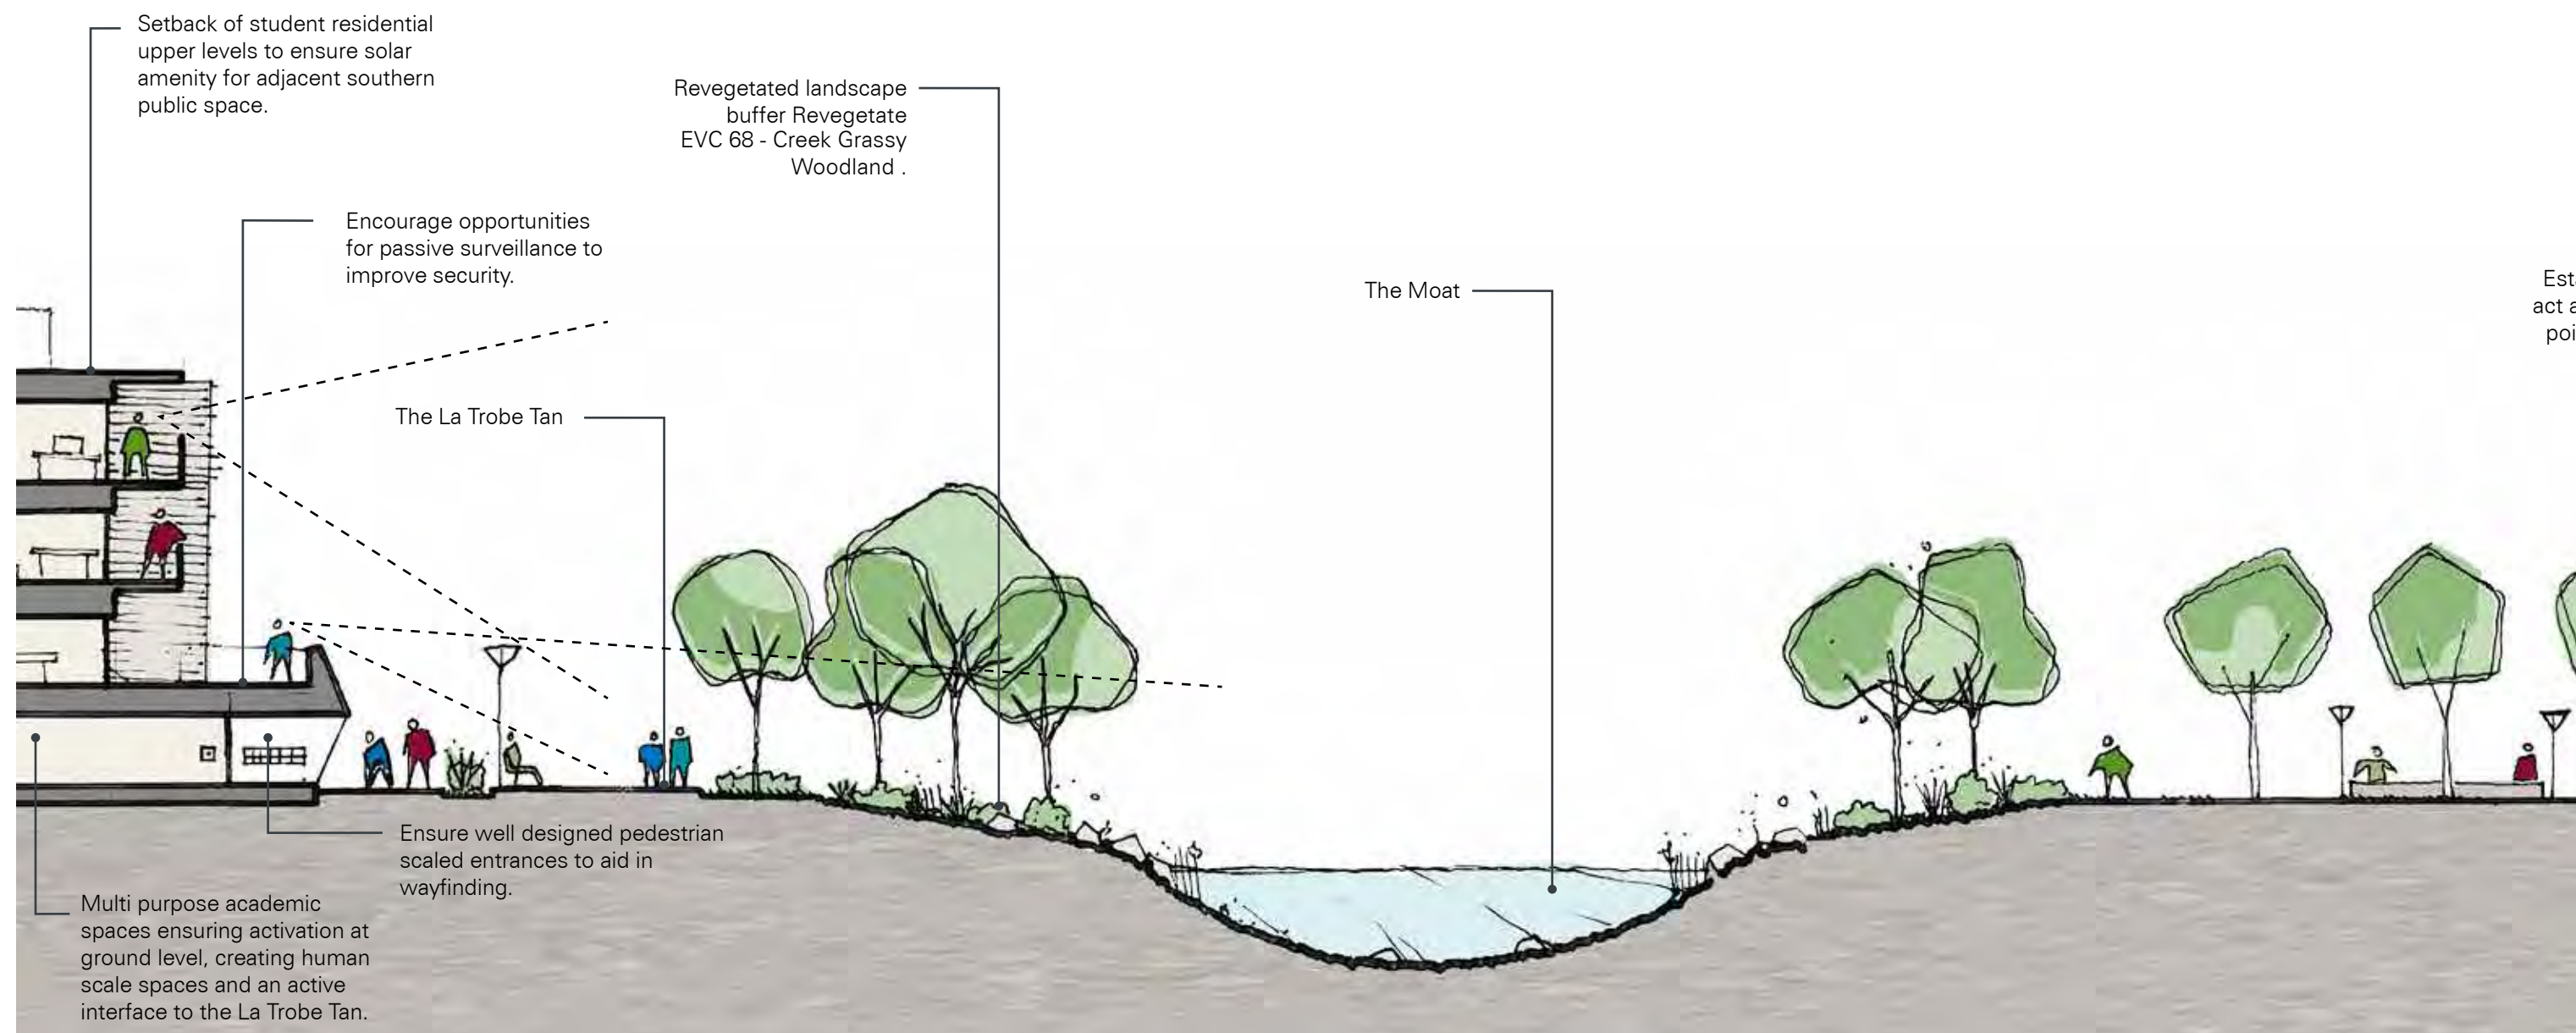 Setback of student residential
upper levels to ensure solar
amenity for adjacent southern
public space.
Revegetated landscape
buffer Revegetate
EVC 68 - Creek Grassy
Woodland .
Encourage opportunities
for passive surveillance to
improve security.
The Moat
Est
act a
poi
The La Trobe Tan
Ensure well designed pedestrian
scaled entrances to aid in
wayfinding.
Multi purpose academic
spaces ensuring activation at
ground level, creating human
scale spaces and an active
interface to the La Trobe Tan.